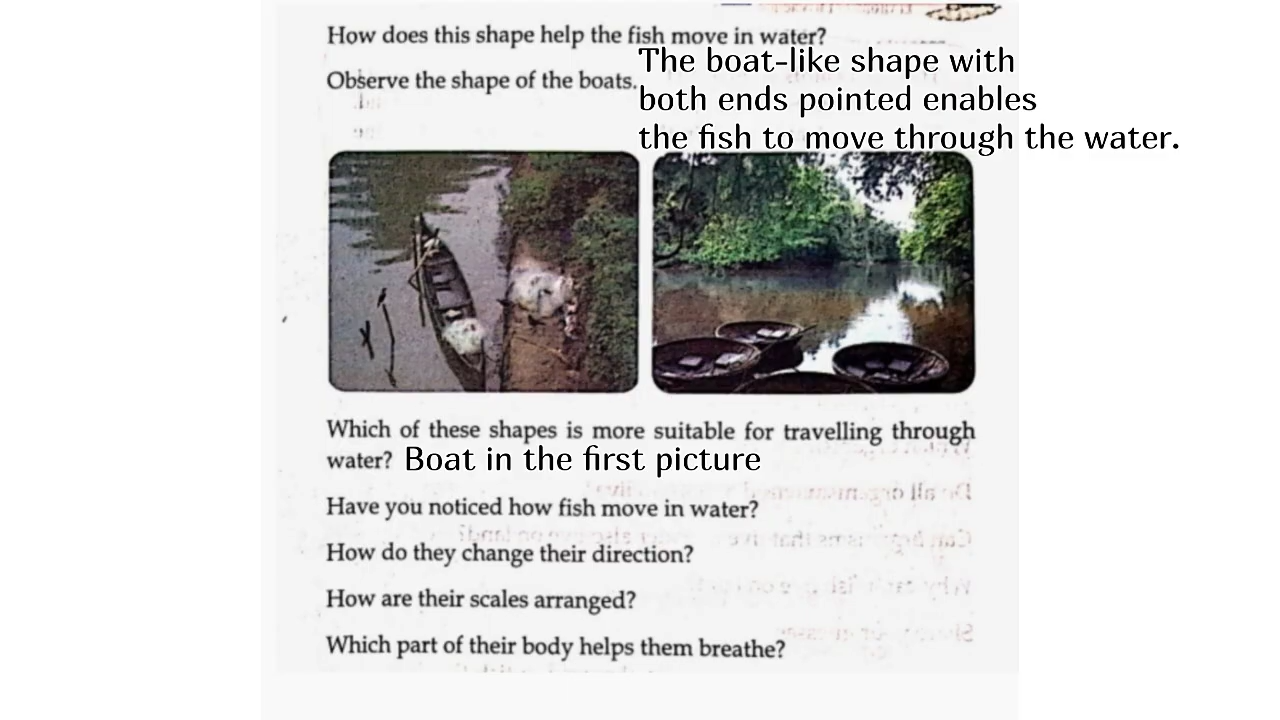 How does this shape help the fish move in water?
Observe the shape of the boats.
The boat-like shape with
both ends pointed enables
the fish to move through the water.
Which of these shapes is more suitable for travelling through
water? Boat in the first picture
Have you noticed how fish move in water?
How do they change their direction?
How are their scales arranged?
Which part of their body helps them breathe?